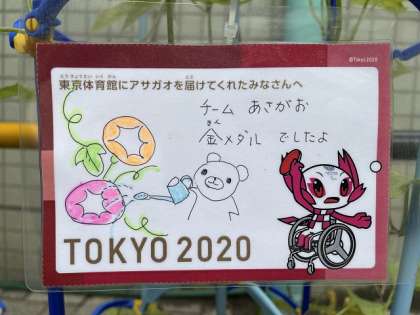 ©Tokyo2020
東京体育館にアサガオを届けてくれたみなさんへ
チーム あさがお
金メダル でしたよ
きん
TOKYO 2020